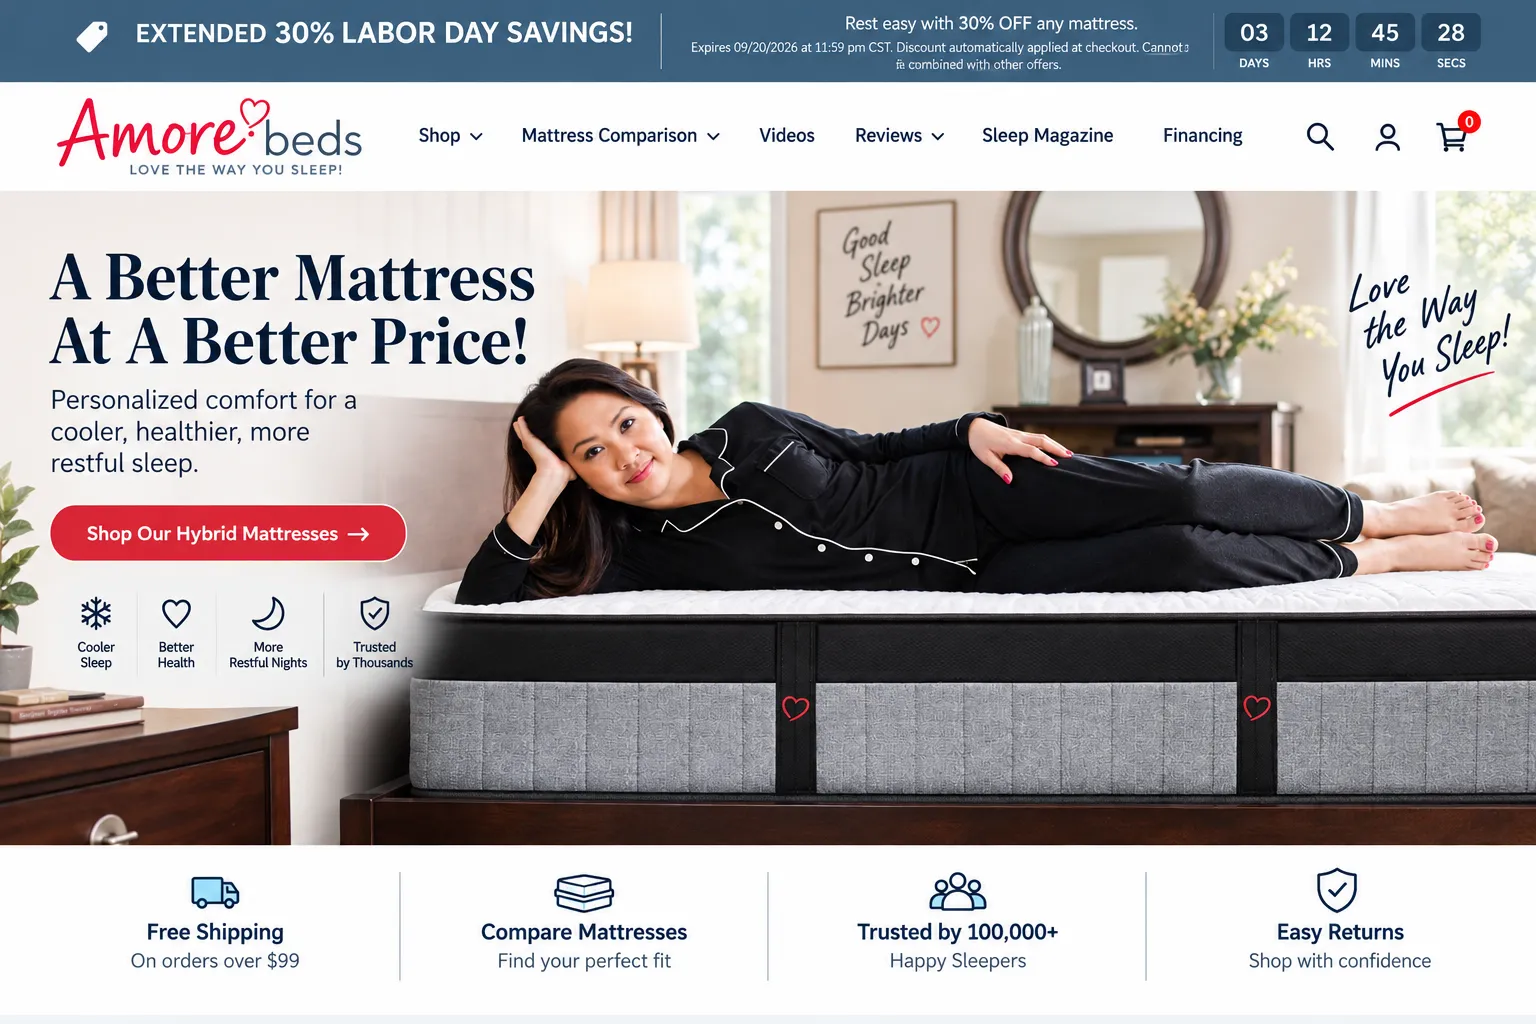 EXTENDED 30% LABOR DAY SAVINGS!
Rest easy with 30% OFF any mattress.
Expires 09/20/2026 at 11:59 pm CST. Discount automatically applied at checkout. Cannot
combined with other offers.
03 12 45 28
DAYS HRS MINS SECS
Amore beds
LOVE THE WAY YOU SLEEP!
Shop Mattress Comparison Videos Reviews Sleep Magazine Financing
0
A Better Mattress
At A Better Price!
Personalized comfort for a
cooler, healthier, more
restful sleep.
Shop Our Hybrid Mattresses →
Cooler
Sleep
Better
Health
More
Restful Nights
Trusted
by Thousands
Good
Sleep
Brighter
Days
Love
the Way
You Sleep!
Free Shipping
On orders over $99
Compare Mattresses
Find your perfect fit
Trusted by 100,000+
Happy Sleepers
Easy Returns
Shop with confidence